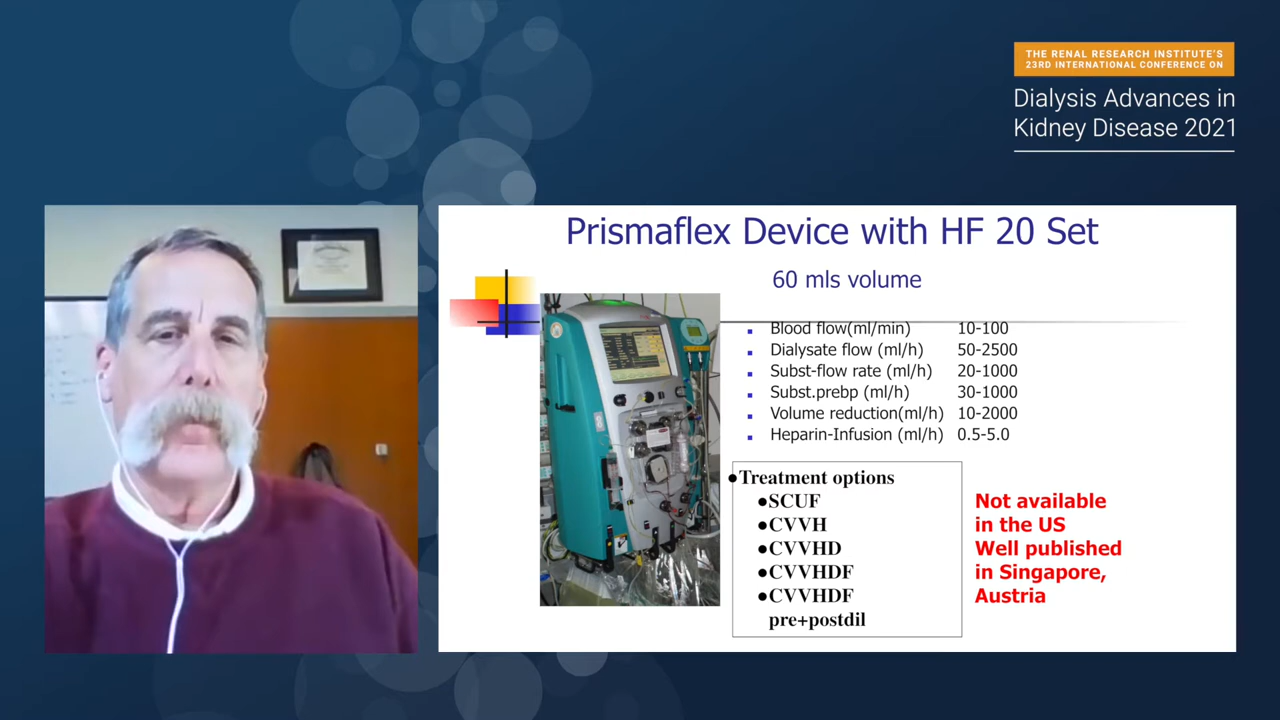 THE RENAL RESEARCH INSTITUTE'S
23RD INTERNATIONAL CONFERENCE ON
Dialysis Advances in
Kidney Disease 2021
Prismaflex Device with HF 20 Set
60 mls volume
▪ Blood flow(ml/min) 10-100
▪ Dialysate flow (ml/h) 50-2500
▪ Subst-flow rate (ml/h) 20-1000
▪ Subst.prebp (ml/h) 30-1000
▪ Volume reduction(ml/h) 10-2000
▪ Heparin-Infusion (ml/h) 0.5-5.0
●Treatment options
●SCUF
●CVVH
●CVVHD
●CVVHDF
●CVVHDF
pre+postdil
Not available
in the US
Well published
in Singapore,
Austria